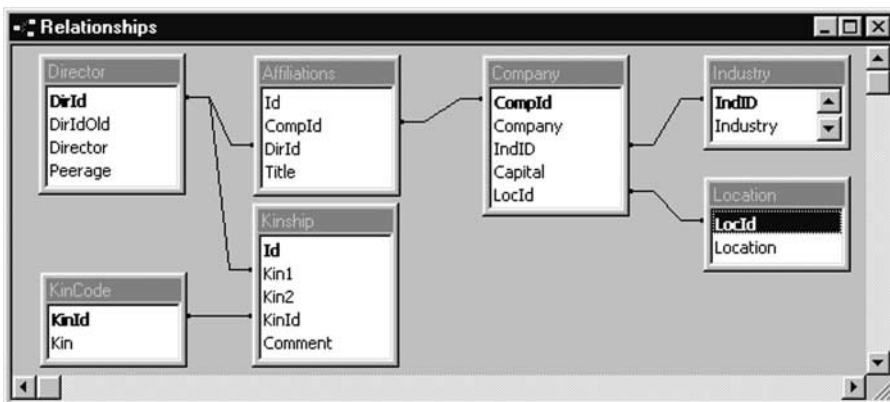 Relationships
Director
DirId
DirIdOld
Director
Peerage
Affiliations
Id
CompId
DirId
Title
Company
CompId
Company
IndID
Capital
LocId
Industry
IndID
Industry
Location
LocId
Location
Kinship
Id
Kin1
Kin2
KinId
Comment
KinCode
KinId
Kin